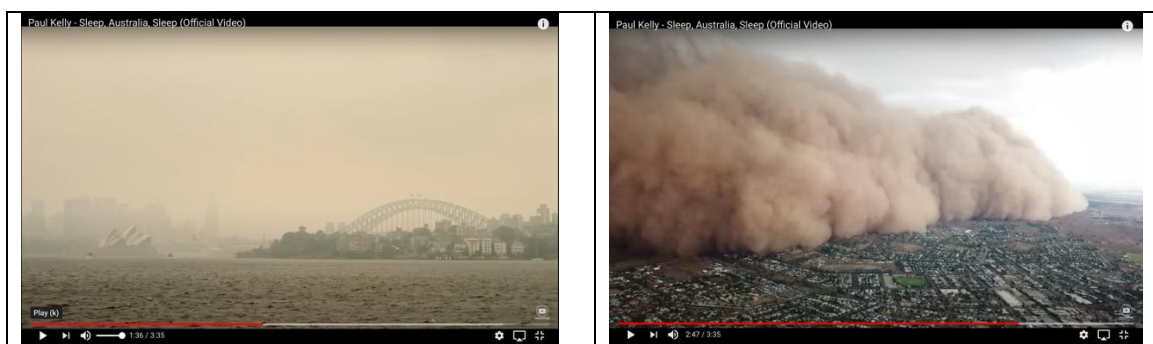 Paul Kelly - Sleep, Australia, Sleep (Official Video)
Play (k)
1:36 / 3:35
Paul Kelly - Sleep, Australia, Sleep (Official Video)
2:47 / 3:35